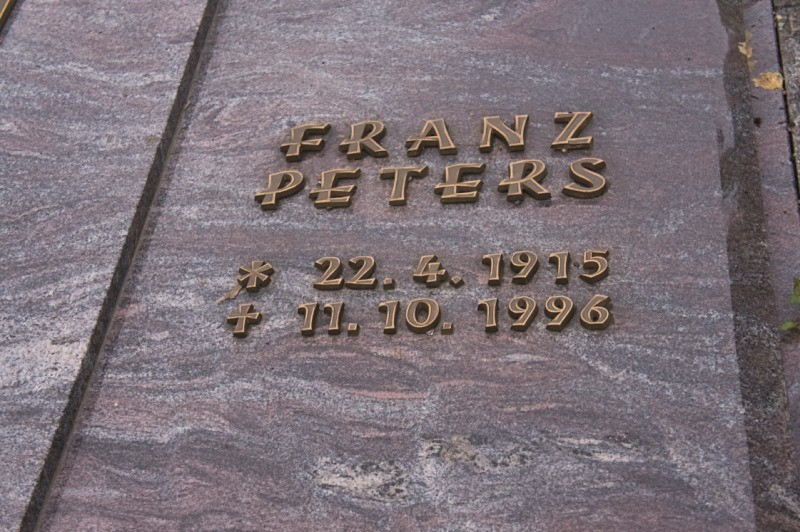 FRANZ
PETERS
* 22. 4. 1915
† 11. 10. 1996